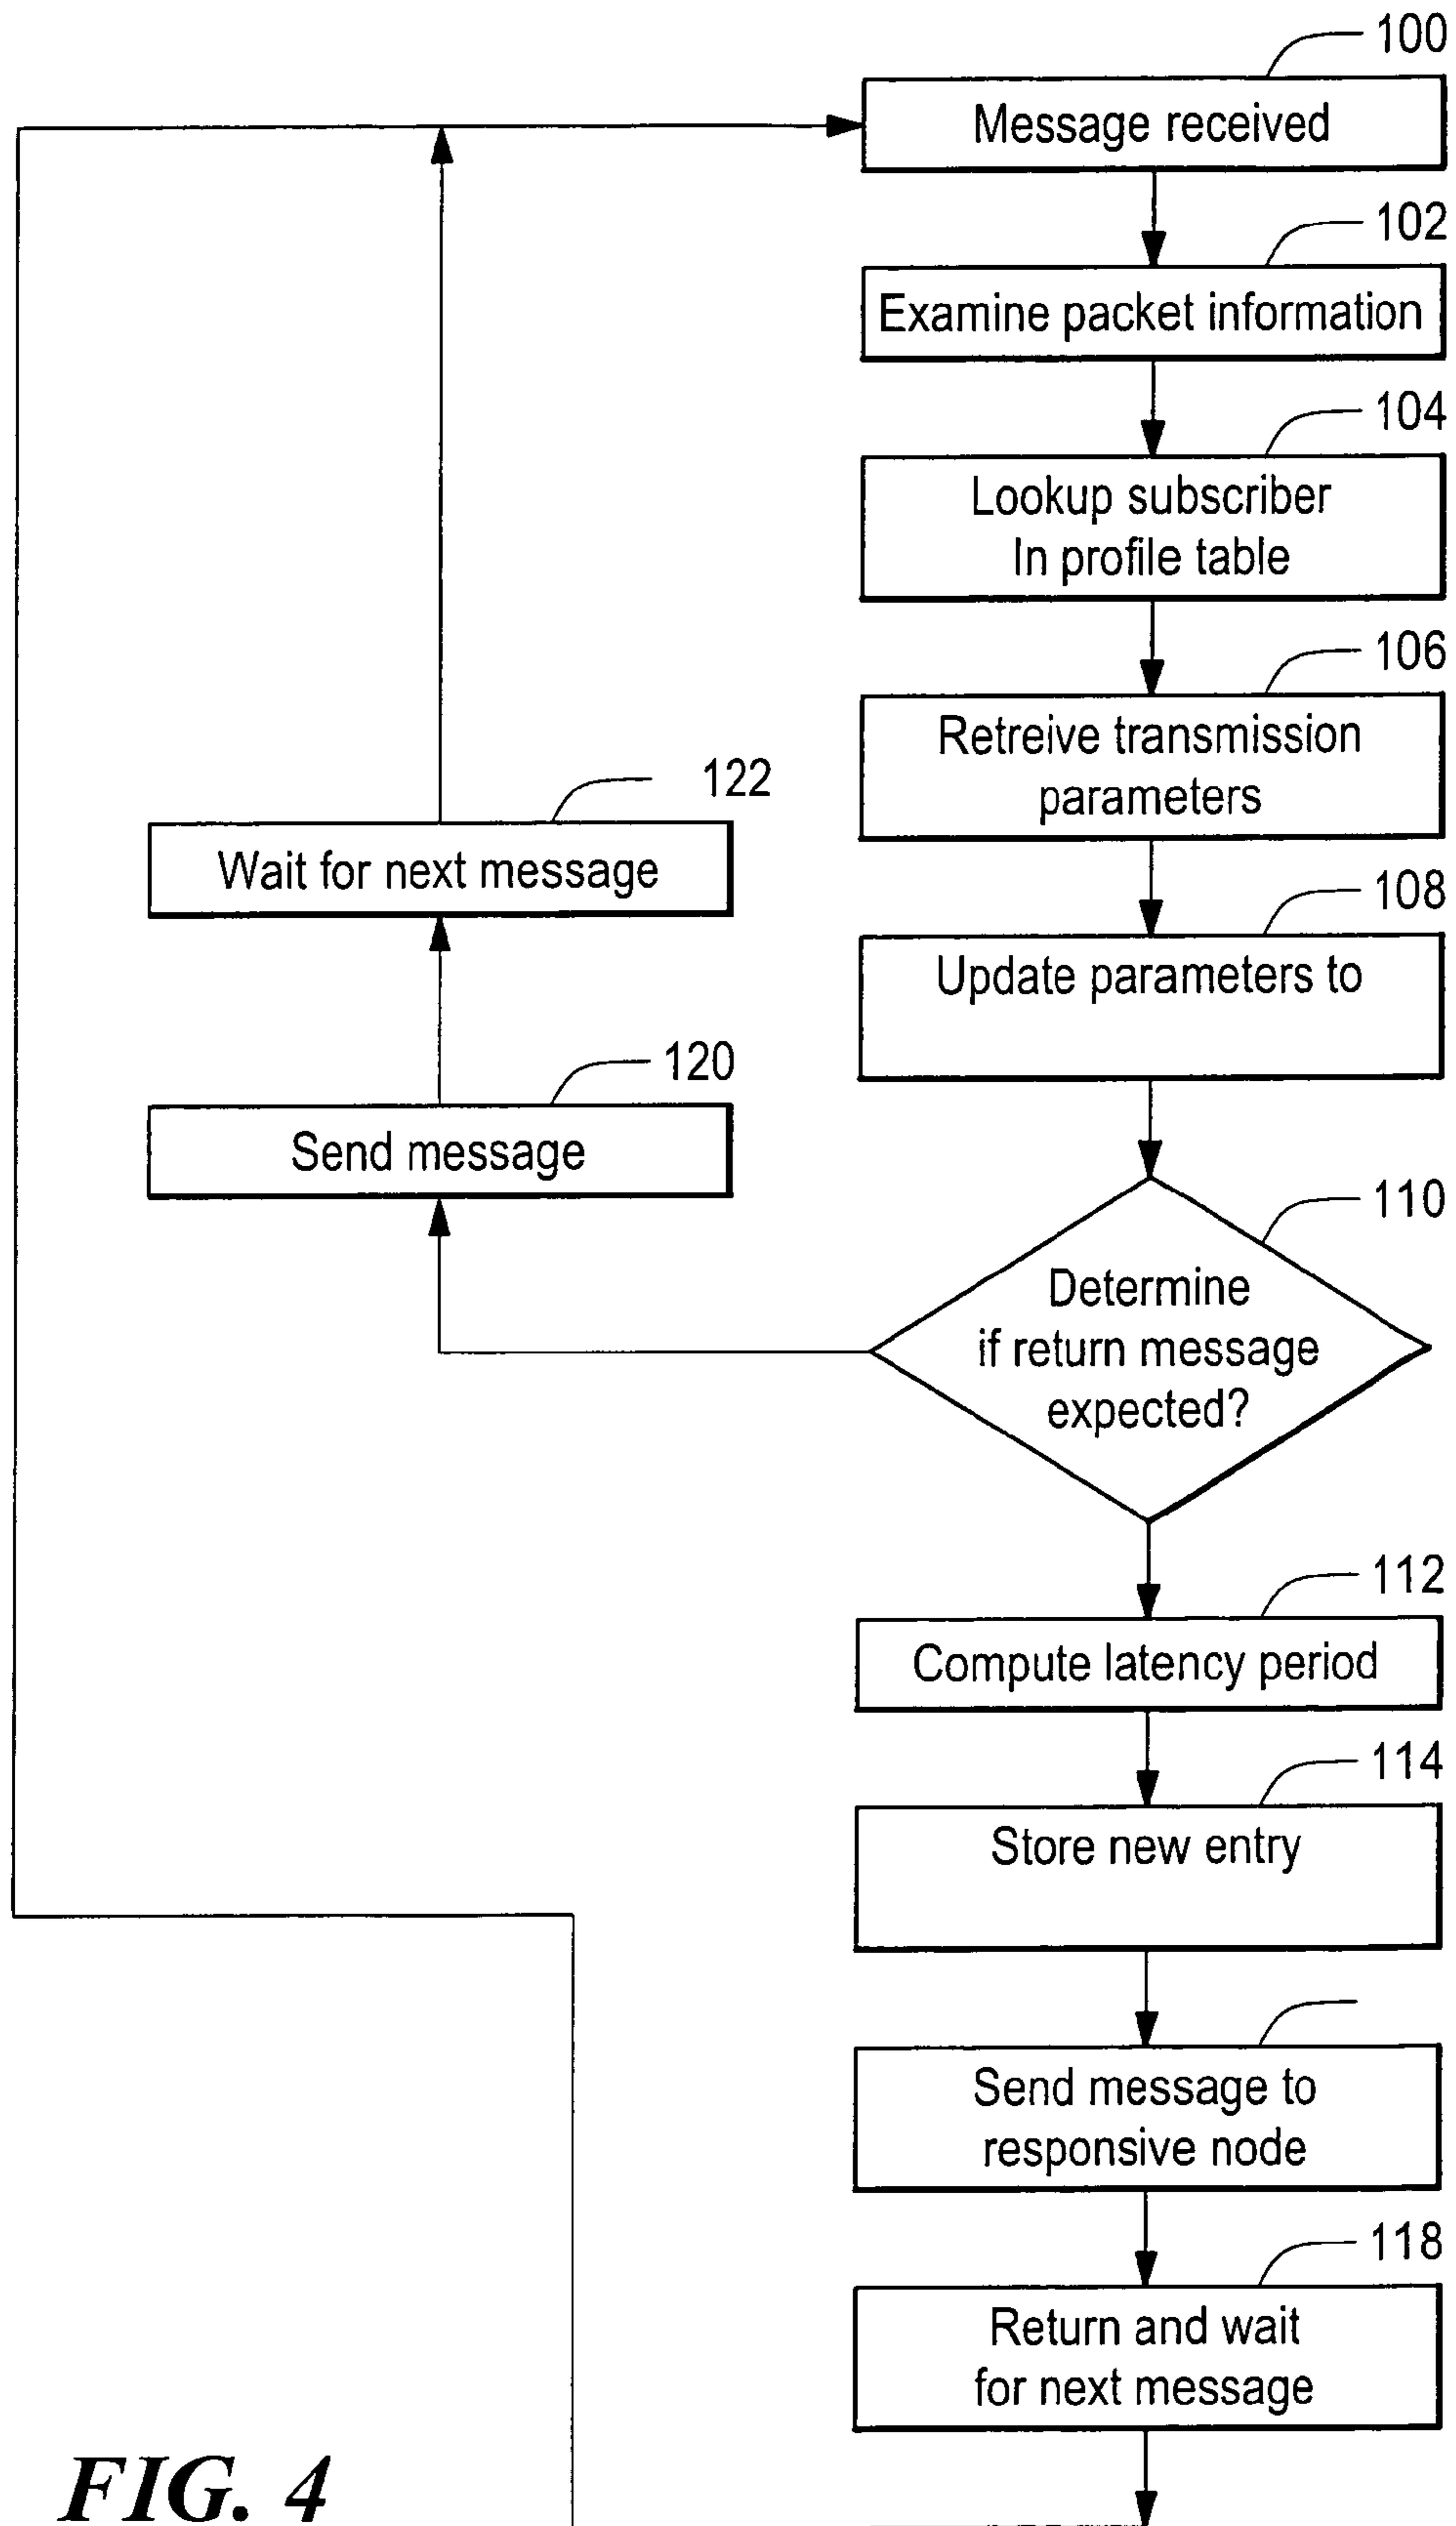 100
Message received
102
Examine packet information
104
Lookup subscriber
In profile table
106
Retreive transmission
parameters
108
Update parameters to
110
Determine
if return message
expected?
120
Send message
122
Wait for next message
112
Compute latency period
114
Store new entry
Send message to
responsive node
118
Return and wait
for next message
FIG. 4